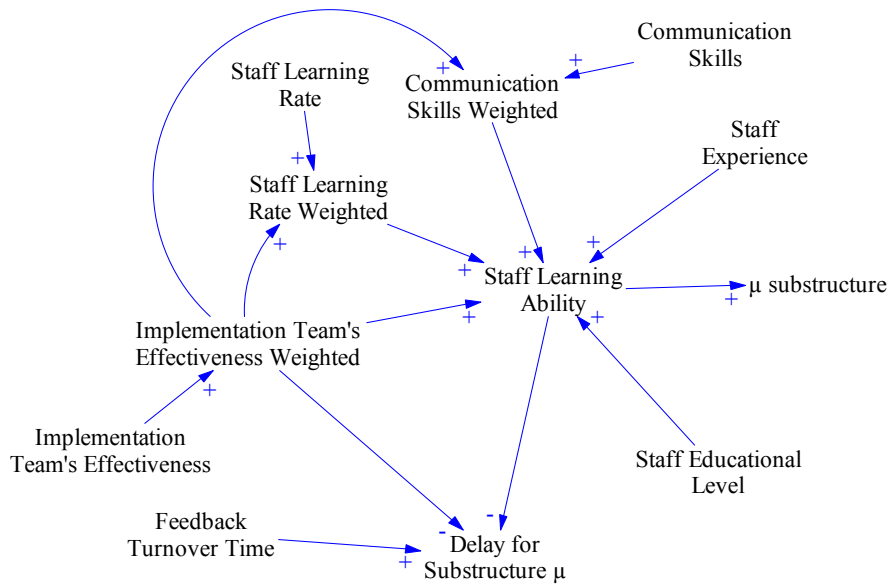 Communication
Skills
Staff Learning
Rate
+
+
Communication
Skills Weighted
Staff
Experience
+
Staff Learning
Rate Weighted
+
+
+
+
Staff Learning
Ability
μ substructure
+
+
+
Implementation Team's
Effectiveness Weighted
+
Implementation
Team's Effectiveness
Staff Educational
Level
Feedback
Turnover Time
-
-
Delay for
Substructure μ
+